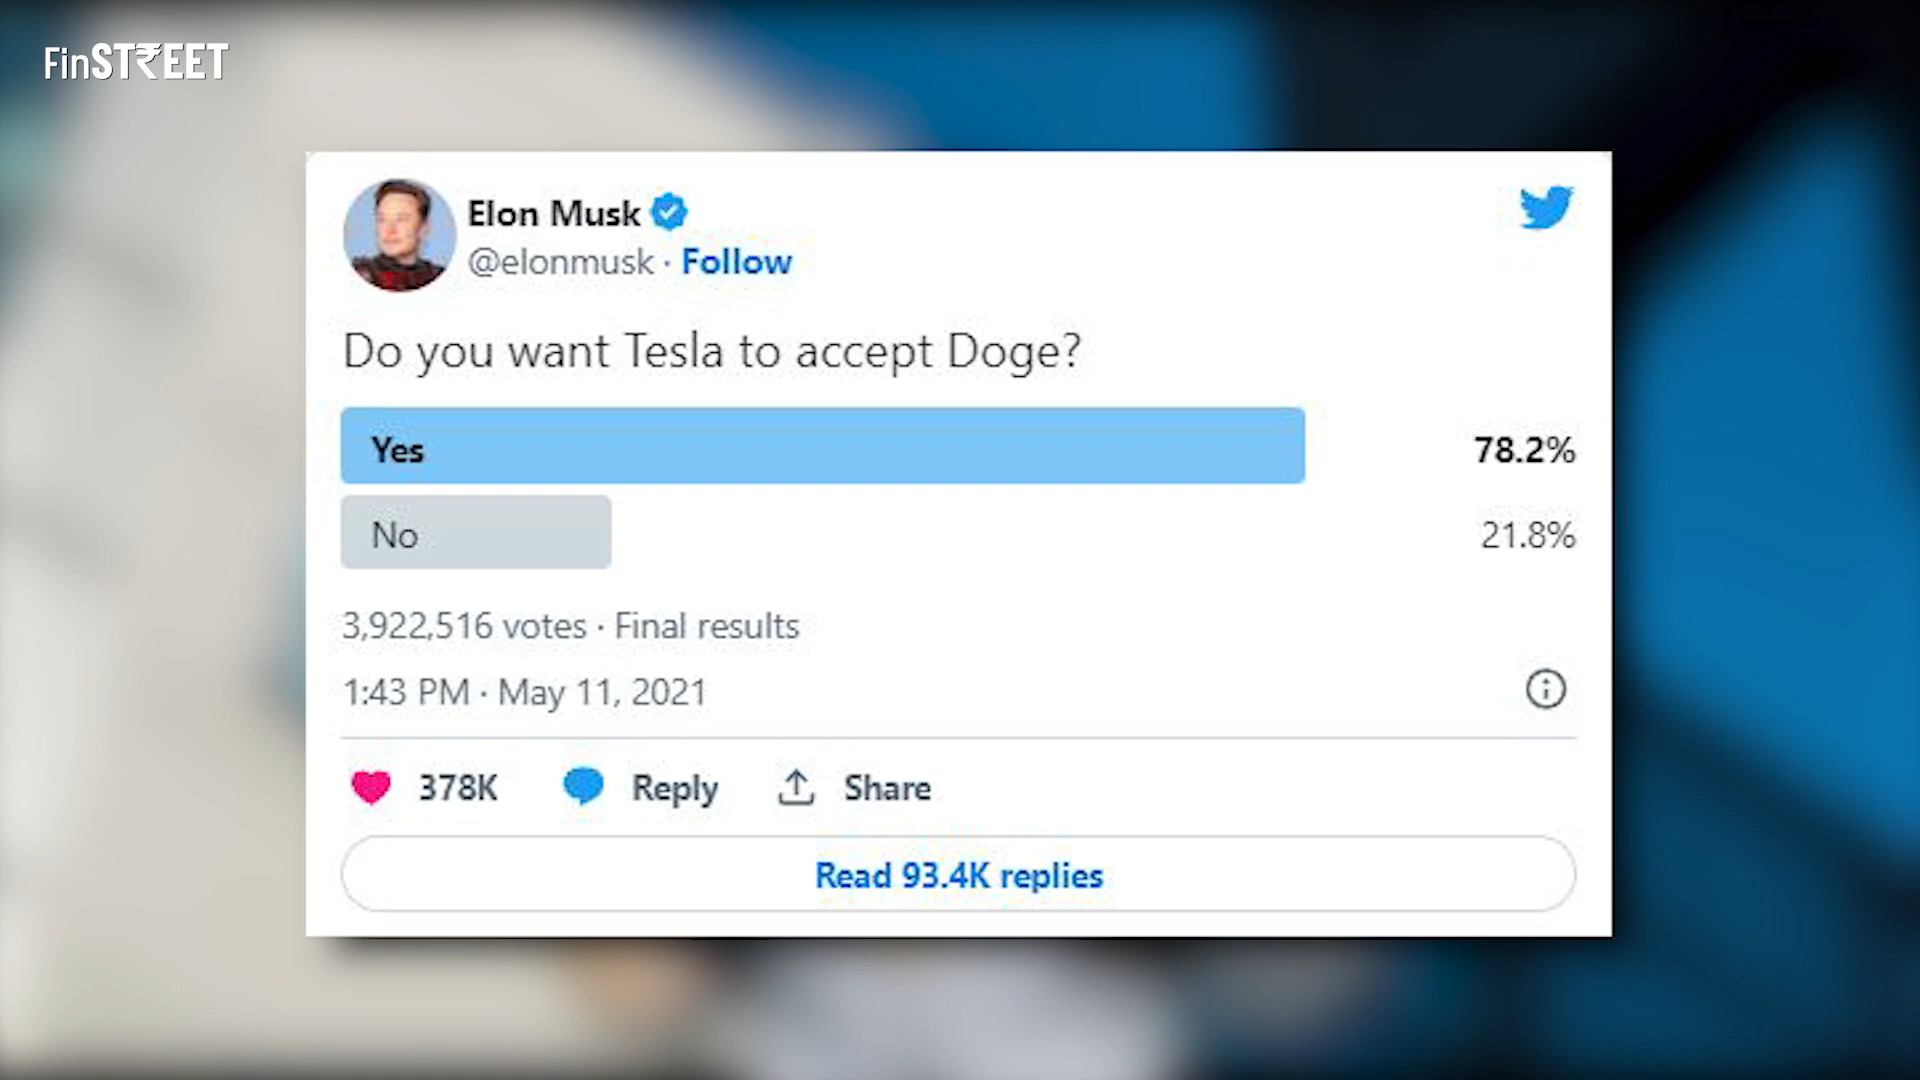 FinST₹EET
Elon Musk
@elonmusk · Follow
Do you want Tesla to accept Doge?
Yes 78.2%
No 21.8%
3,922,516 votes · Final results
1:43 PM · May 11, 2021
378K Reply Share
Read 93.4K replies